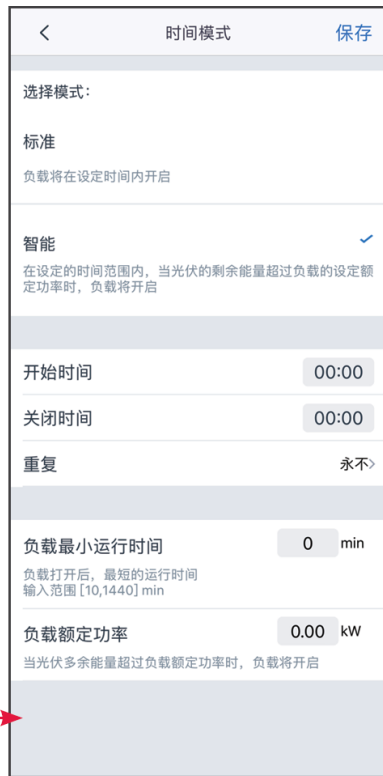 时间模式
保存
选择模式:
标准
负载将在设定时间内开启
智能
在设定的时间范围内，当光伏的剩余能量超过负载的设定额
定功率时，负载将开启
开始时间 00:00
关闭时间 00:00
重复 永不
负载最小运行时间 0 min
负载打开后，最短的运行时间
输入范围 [10,1440] min
负载额定功率 0.00 kW
当光伏多余能量超过负载额定功率时，负载将开启